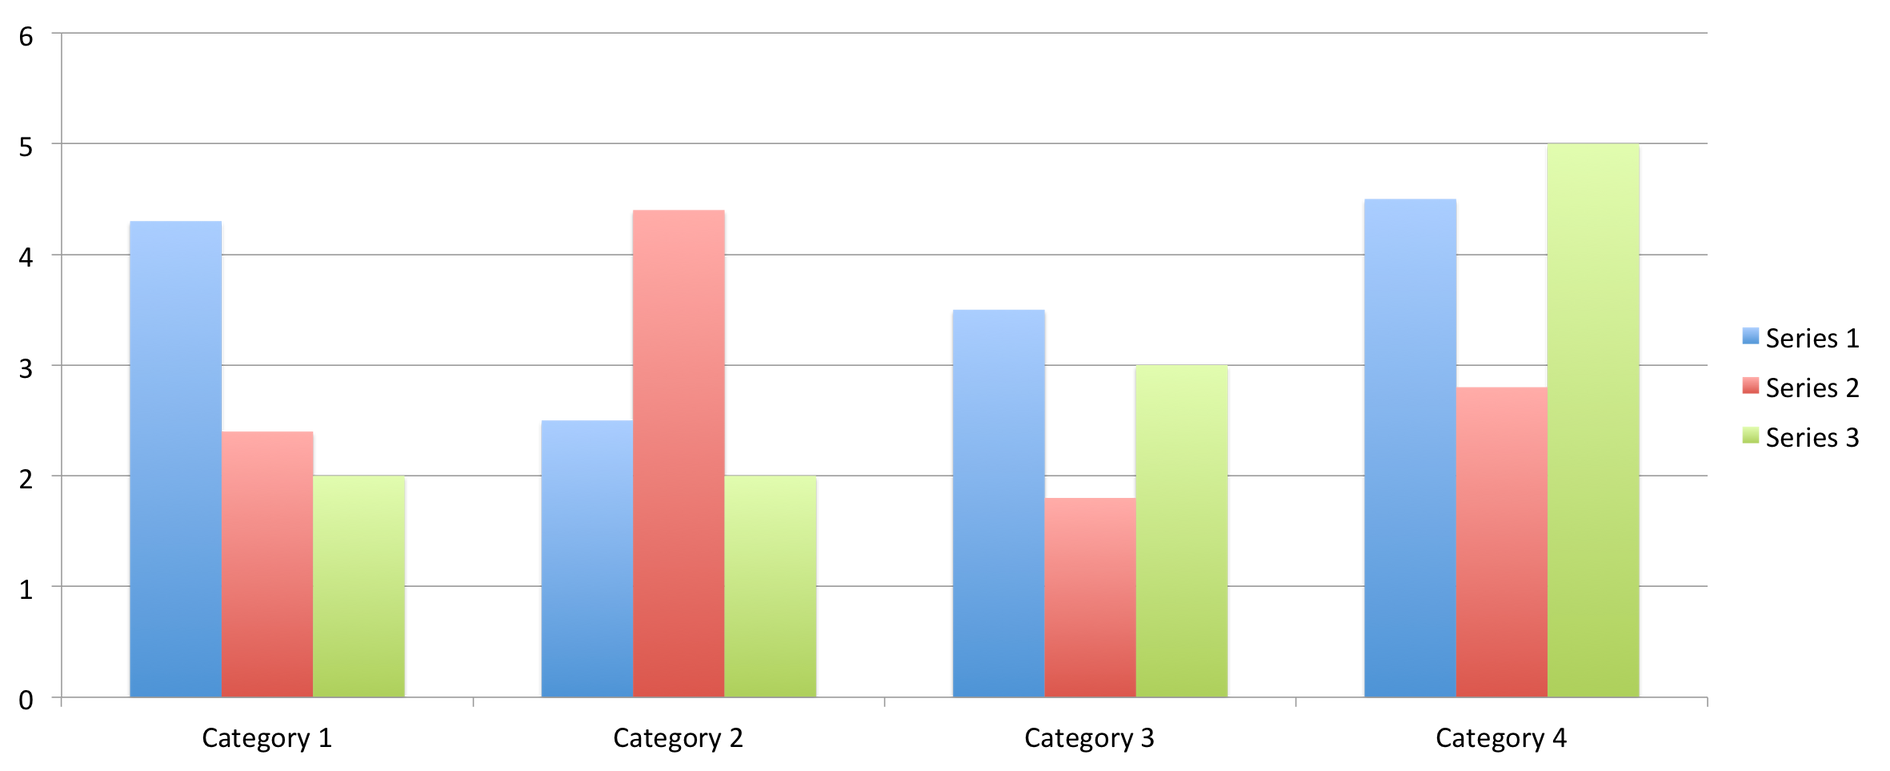 6
5
4
3
2
1
0
Category 1
Category 2
Category 3
Category 4
Series 1
Series 2
Series 3